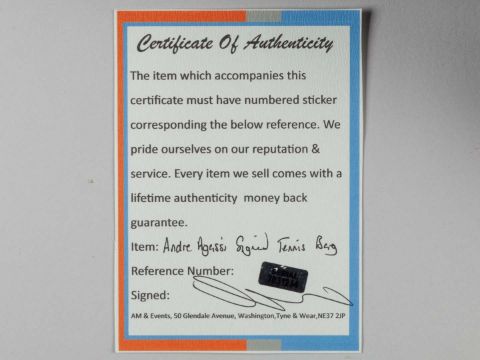 Certificate Of Authenticity
The item which accompanies this
certificate must have numbered sticker
corresponding the below reference. We
pride ourselves on our reputation &
service. Every item we sell comes with a
lifetime authenticity money back
guarantee.
Item: Andre Agassi Signed Tennis Bag
Reference Number:
Signed:
AM & Events, 50 Glendale Avenue, Washington,Tyne & Wear,NE37 2JP